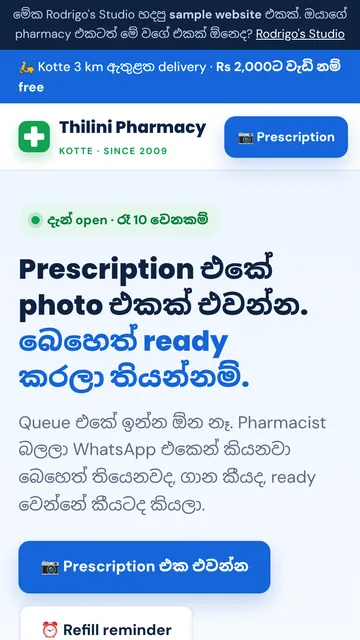 මේක Rodrigo's Studio හදපු sample website එකක්. ඔයාගේ
pharmacy එකටත් මේ වගේ එකක් ඕනෙද? Rodrigo's Studio
🛵 Kotte 3 km ඇතුළත delivery · Rs 2,000ට වැඩි නම්
free
Thilini Pharmacy
KOTTE · SINCE 2009
📷 Prescription
දැන් open · රෑ 10 වෙනකම්
Prescription එකේ
photo එකක් එවන්න.
බෙහෙත් ready
කරලා තියන්නම්.
Queue එකේ ඉන්න ඕන නෑ. Pharmacist
බලලා WhatsApp එකෙන් කියනවා
බෙහෙත් තියෙනවද, ගාන කීයද, ready
වෙන්නේ කීයටද කියලා.
📷 Prescription එක එවන්න
⏰ Refill reminder